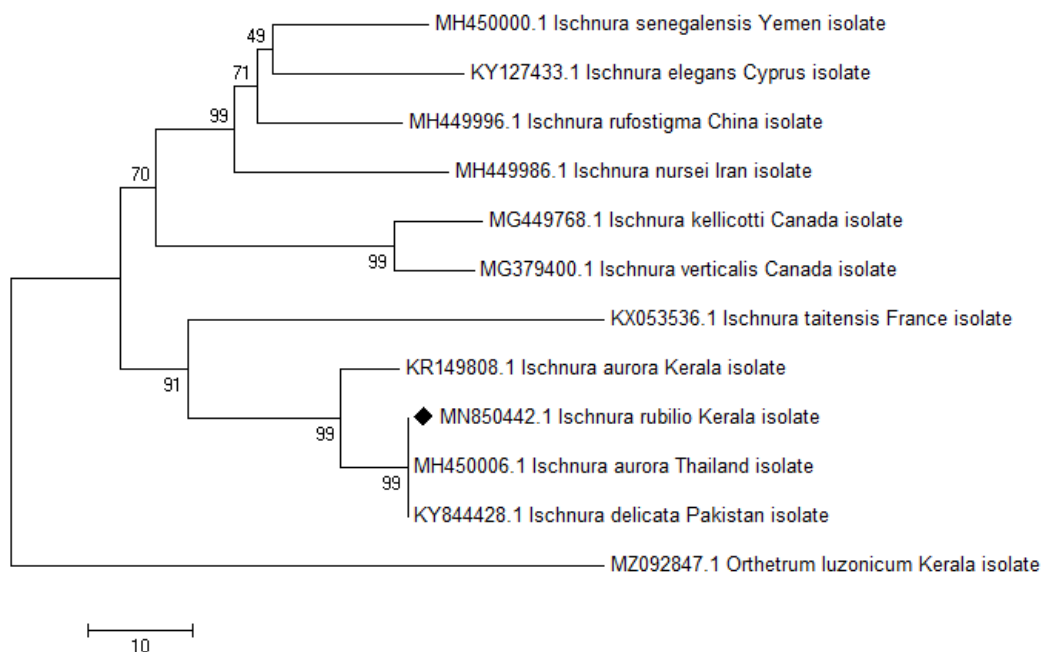 MH450000.1 Ischnura senegalensis Yemen isolate
49
KY127433.1 Ischnura elegans Cyprus isolate
71
MH449996.1 Ischnura rufostigma China isolate
99
MH449986.1 Ischnura nursei Iran isolate
70
MG449768.1 Ischnura kellicotti Canada isolate
99
MG379400.1 Ischnura verticalis Canada isolate
KX053536.1 Ischnura taitensis France isolate
KR149808.1 Ischnura aurora Kerala isolate
91
MN850442.1 Ischnura rubilio Kerala isolate
99
MH450006.1 Ischnura aurora Thailand isolate
99
KY844428.1 Ischnura delicata Pakistan isolate
MZ092847.1 Orthetrum luzonicum Kerala isolate
10